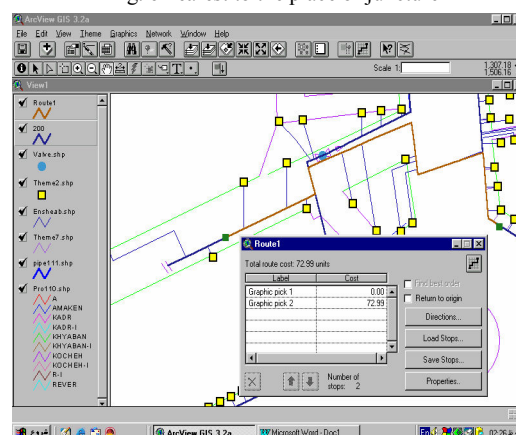 ArcView GIS 3.2a
File Edit View Theme Graphics Network Window Help
Scale 1:
1,307.18
1,506.16
View1
Route1
200
Valve.shp
Theme2.shp
Ensheab.shp
Theme7.shp
pipe111.shp
Pro110.shp
A
AMAKEN
KADR
KADR-I
KHYABAN
KHYABAN-I
KOCHEH
KOCHEH-I
R-I
REVER
Route1
Total route cost: 72.99 units
Label Cost
Graphic pick 1 0.00
Graphic pick 2 72.99
Find best order
Return to origin
Directions...
Load Stops...
Save Stops...
Properties...
Number of
stops: 2
ArcView GIS 3.2a
Microsoft Word - Doc1
En
02:26